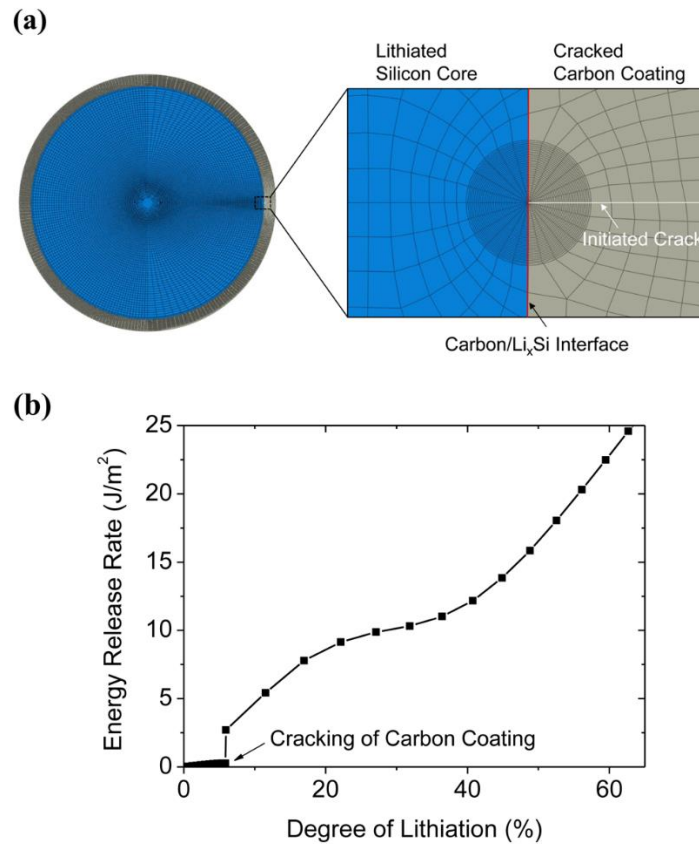 (a)
Lithiated
Silicon Core
Cracked
Carbon Coating
Initiated Crack
Carbon/LiₓSi Interface
(b)
25
20
15
10
5
0
Energy Release Rate (J/m²)
Cracking of Carbon Coating
0 20 40 60
Degree of Lithiation (%)